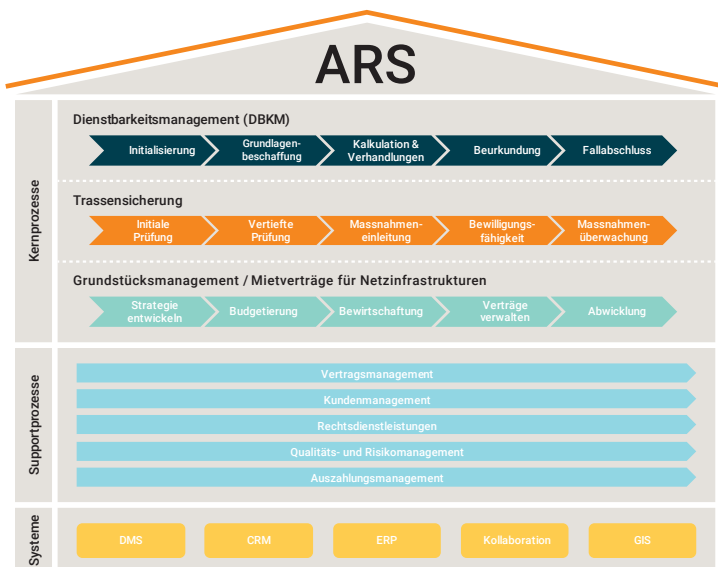 ARS
Kernprozesse
Dienstbarkeitsmanagement (DBKM)
Initialisierung
Grundlagen-
beschaffung
Kalkulation &
Verhandlungen
Beurkundung
Fallabschluss
Trassensicherung
Initiale
Prüfung
Vertiefte
Prüfung
Massnahmen-
einleitung
Bewilligungs-
fähigkeit
Massnahmen-
überwachung
Grundstücksmanagement / Mietverträge für Netzinfrastrukturen
Strategie
entwickeln
Budgetierung
Bewirtschaftung
Verträge
verwalten
Abwicklung
Supportprozesse
Vertragsmanagement
Kundenmanagement
Rechtsdienstleistungen
Qualitäts- und Risikomanagement
Auszahlungsmanagement
Systeme
DMS
CRM
ERP
Kollaboration
GIS